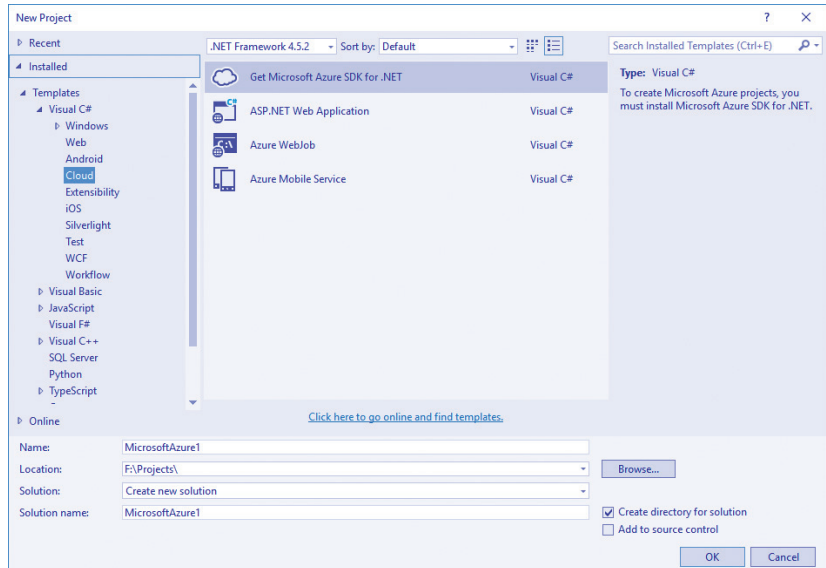 New Project
? ×
Recent
.NET Framework 4.5.2 Sort by: Default
Search Installed Templates (Ctrl+E)
Installed
Templates
Visual C#
Windows
Web
Android
Cloud
Extensibility
iOS
Silverlight
Test
WCF
Workflow
Visual Basic
JavaScript
Visual F#
Visual C++
SQL Server
Python
TypeScript
Online
Get Microsoft Azure SDK for .NET Visual C#
C#
ASP.NET Web Application Visual C#
C:\
Azure WebJob Visual C#
Azure Mobile Service Visual C#
Click here to go online and find templates.
Type: Visual C#
To create Microsoft Azure projects, you
must install Microsoft Azure SDK for .NET.
Name: MicrosoftAzure1
Location: F:\Projects\
Browse...
Solution: Create new solution
Solution name: MicrosoftAzure1
Create directory for solution
Add to source control
OK Cancel